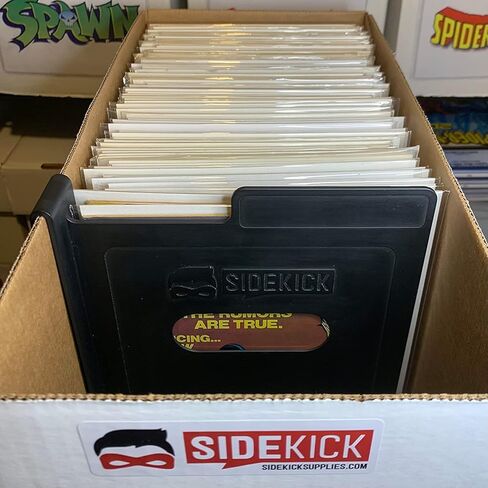 SPAWN
SPIDER
SIDEKICK
THE RUMORS
ARE TRUE.
CING...
SIDEKICK
SIDEKICKSUPPLIES.COM